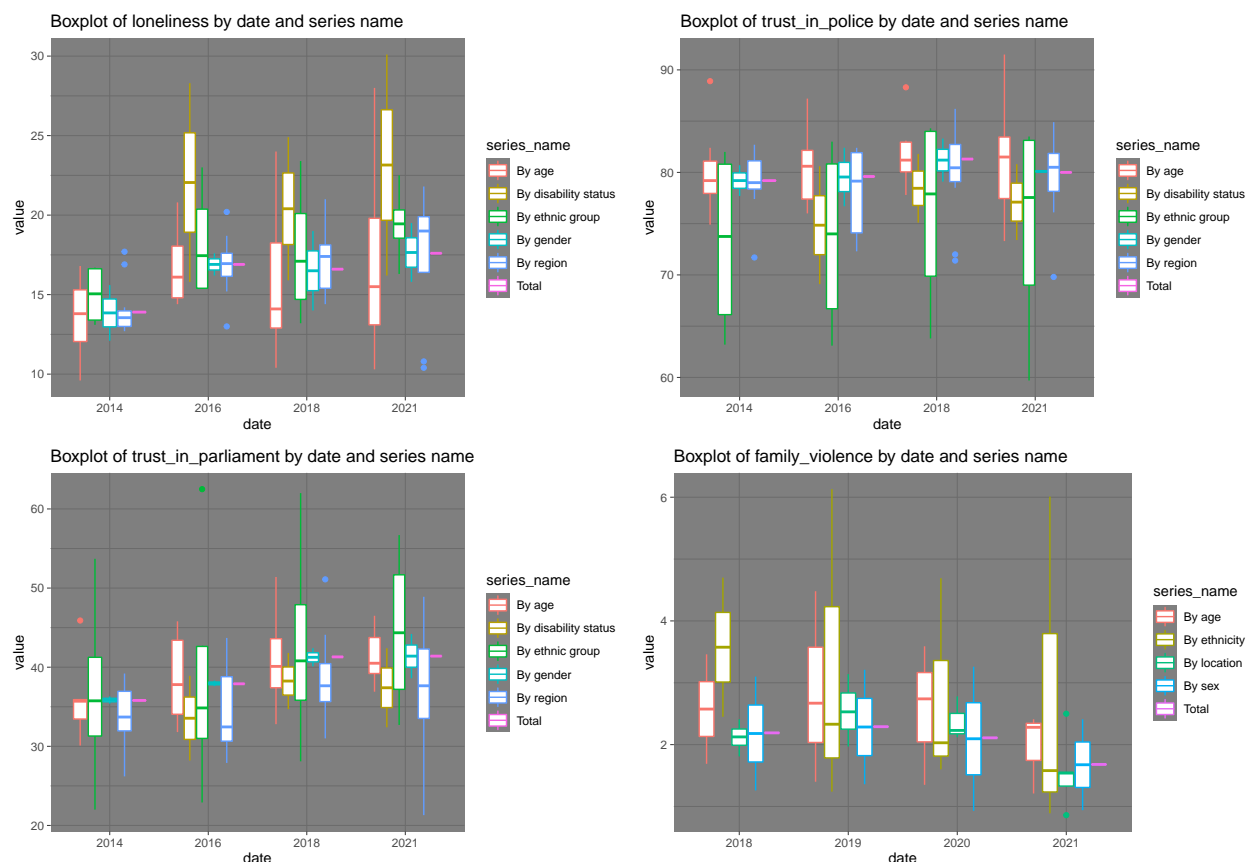 Boxplot of loneliness by date and series name
30
25
20
15
10
value
2014
2016
2018
2021
date
series_name
By age
By disability status
By ethnic group
By gender
By region
Total
Boxplot of trust_in_police by date and series name
90
80
70
60
value
2014
2016
2018
2021
date
series_name
By age
By disability status
By ethnic group
By gender
By region
Total
Boxplot of trust_in_parliament by date and series name
60
50
40
30
20
value
2014
2016
2018
2021
date
series_name
By age
By disability status
By ethnic group
By gender
By region
Total
Boxplot of family_violence by date and series name
6
4
2
value
2018
2019
2020
2021
date
series_name
By age
By ethnicity
By location
By sex
Total